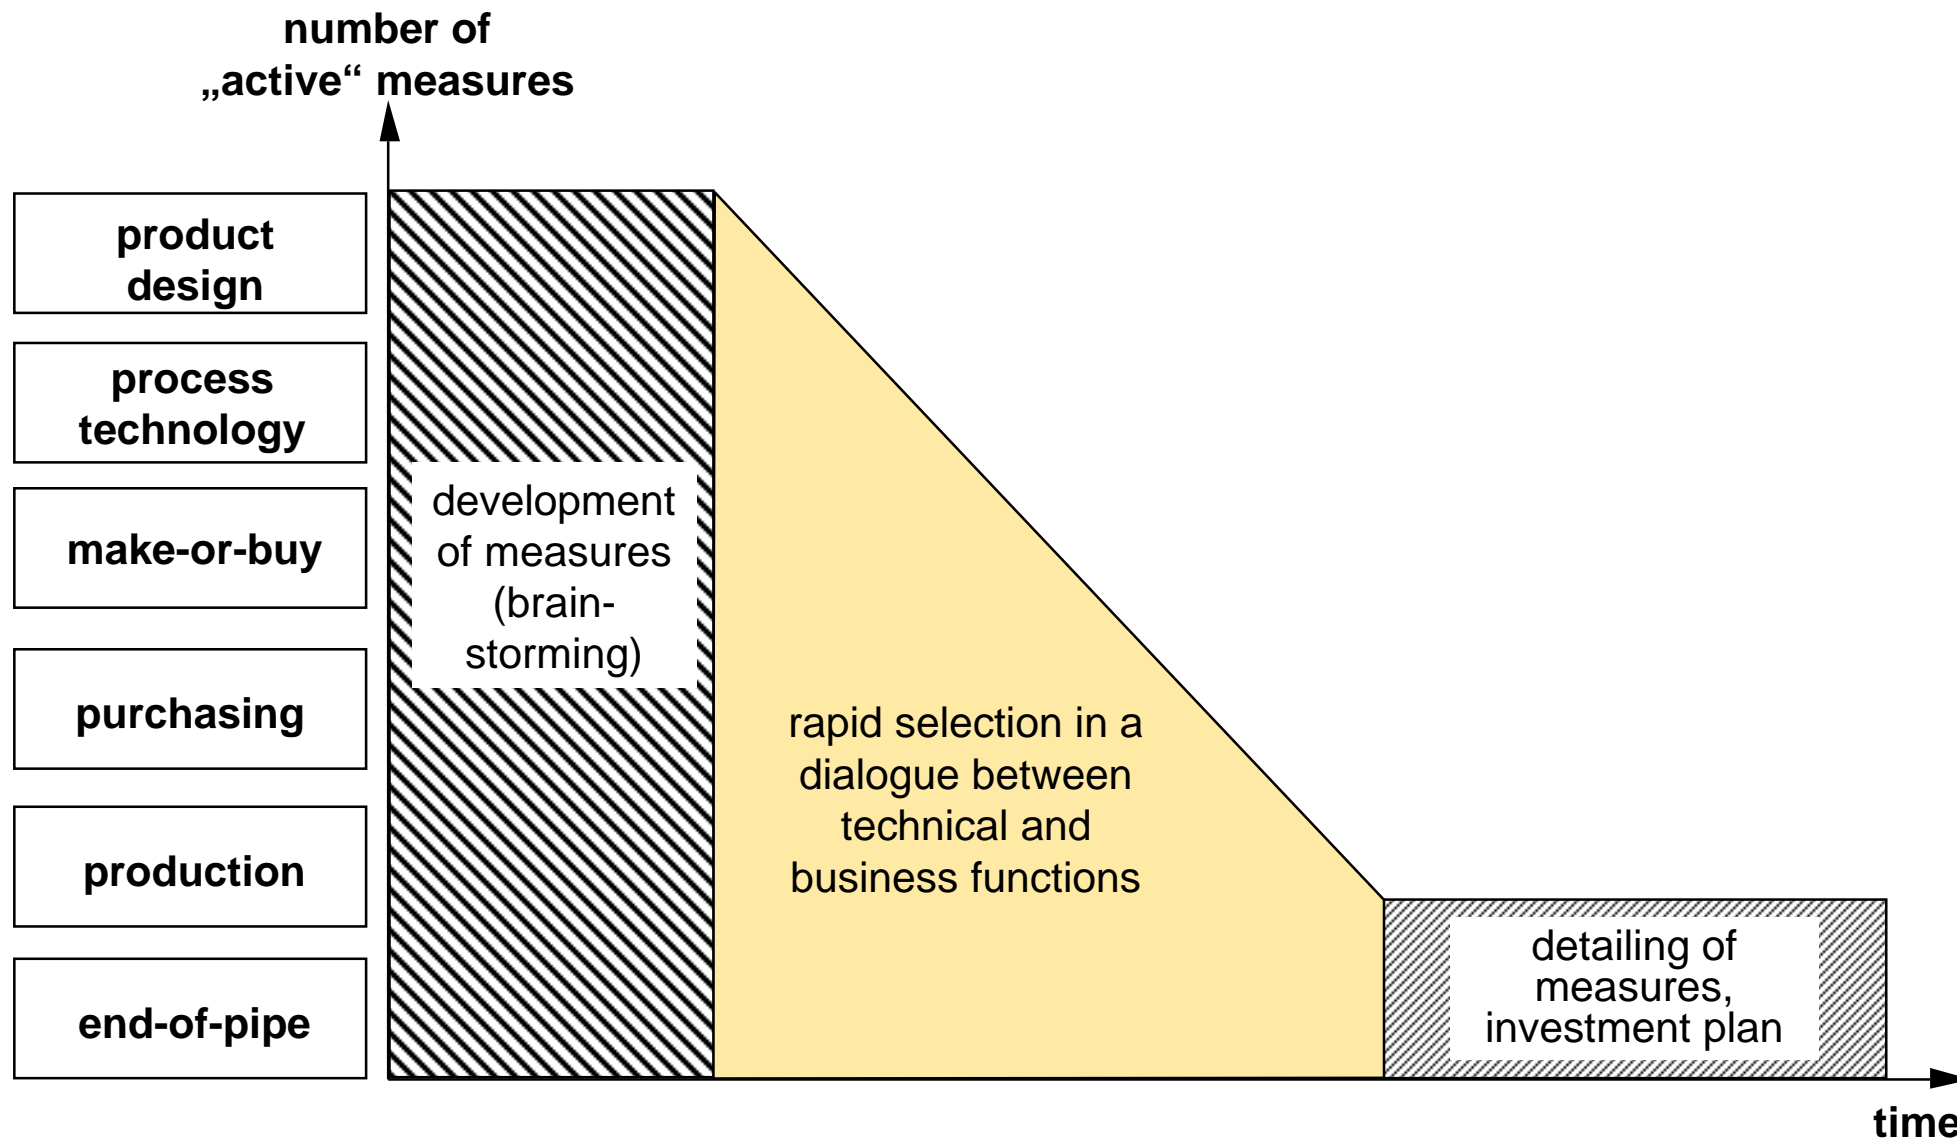 number of
„active“ measures
product
design
process
technology
make-or-buy
purchasing
production
end-of-pipe
development
of measures
(brain-
storming)
rapid selection in a
dialogue between
technical and
business functions
detailing of
measures,
investment plan
time